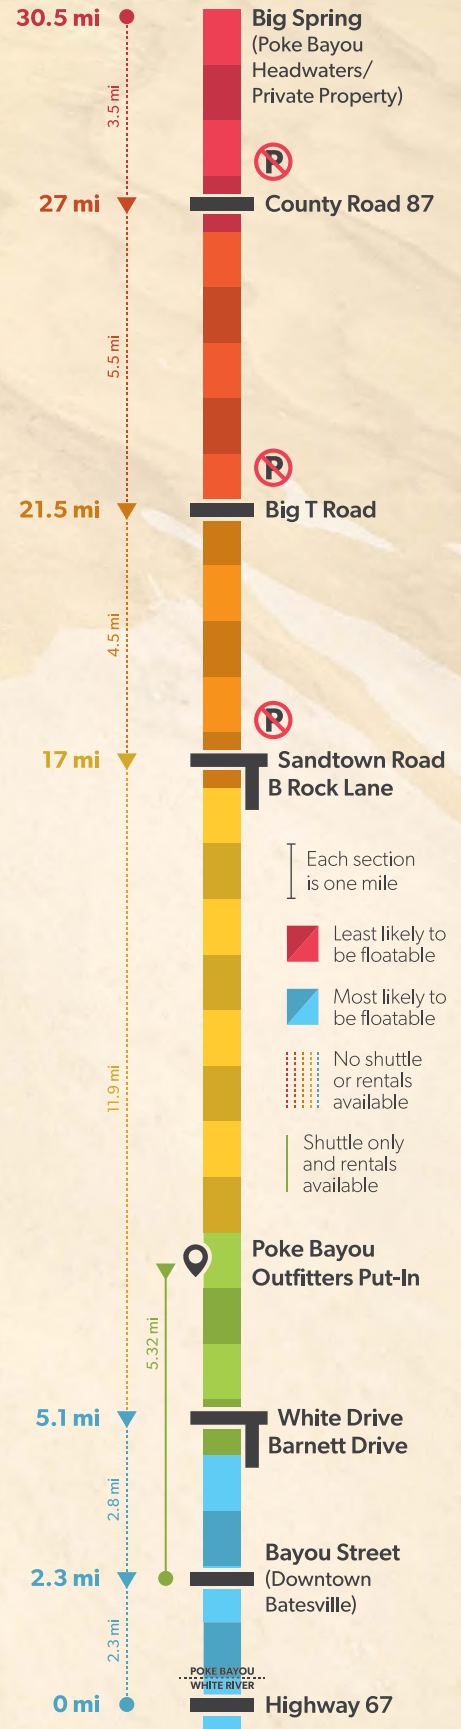 30.5 mi
Big Spring
(Poke Bayou
Headwaters/
Private Property)
3.5 mi
P
27 mi
County Road 87
5.5 mi
P
21.5 mi
Big T Road
4.5 mi
P
17 mi
Sandtown Road
B Rock Lane
Each section
is one mile
Least likely to
be floatable
Most likely to
be floatable
No shuttle
or rentals
available
11.9 mi
Shuttle only
and rentals
available
Poke Bayou
Outfitters Put-In
5.32 mi
5.1 mi
White Drive
Barnett Drive
2.8 mi
Bayou Street
2.3 mi
(Downtown
Batesville)
2.3 mi
POKE BAYOU
WHITE RIVER
0 mi
Highway 67